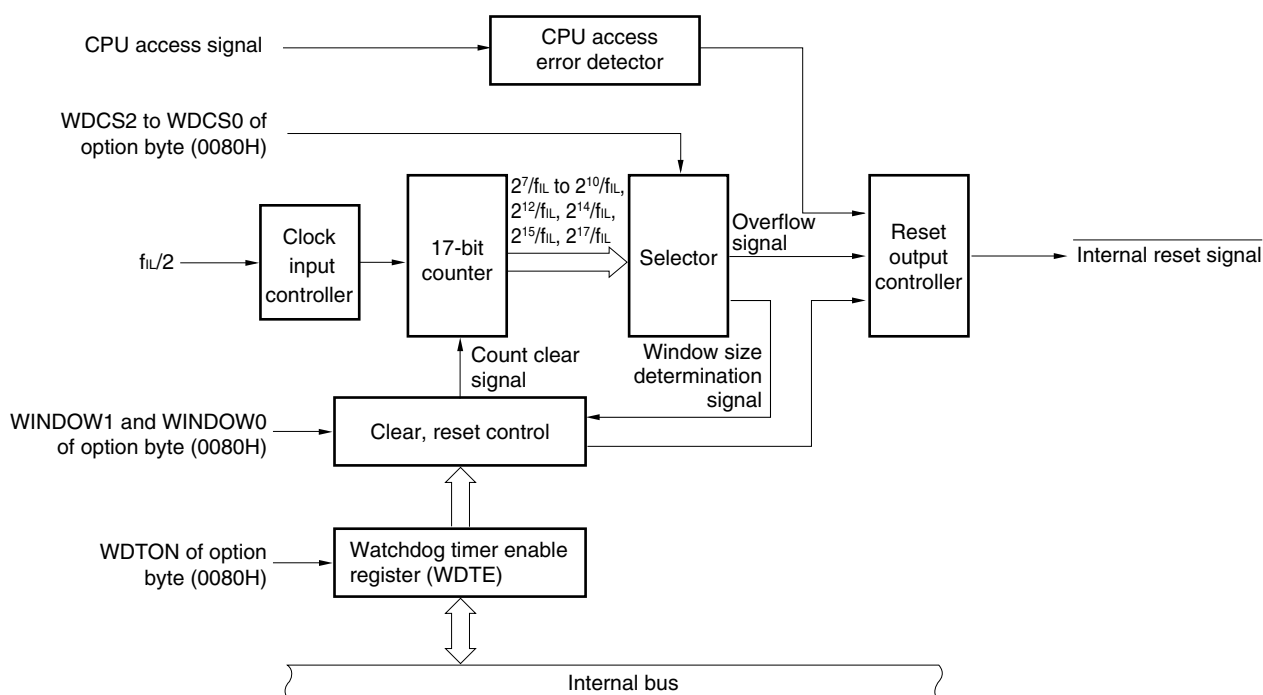 CPU access signal
CPU access
error detector
WDCS2 to WDCS0 of
option byte (0080H)
fIL/2
Clock
input
controller
17-bit
counter
2⁷/fIL to 2¹⁰/fIL,
2¹²/fIL, 2¹⁴/fIL,
2¹⁵/fIL, 2¹⁷/fIL
Selector
Overflow
signal
Reset
output
controller
Internal reset signal
Count clear
signal
Window size
determination
signal
WINDOW1 and WINDOW0
of option byte (0080H)
Clear, reset control
WDTON of option
byte (0080H)
Watchdog timer enable
register (WDTE)
Internal bus